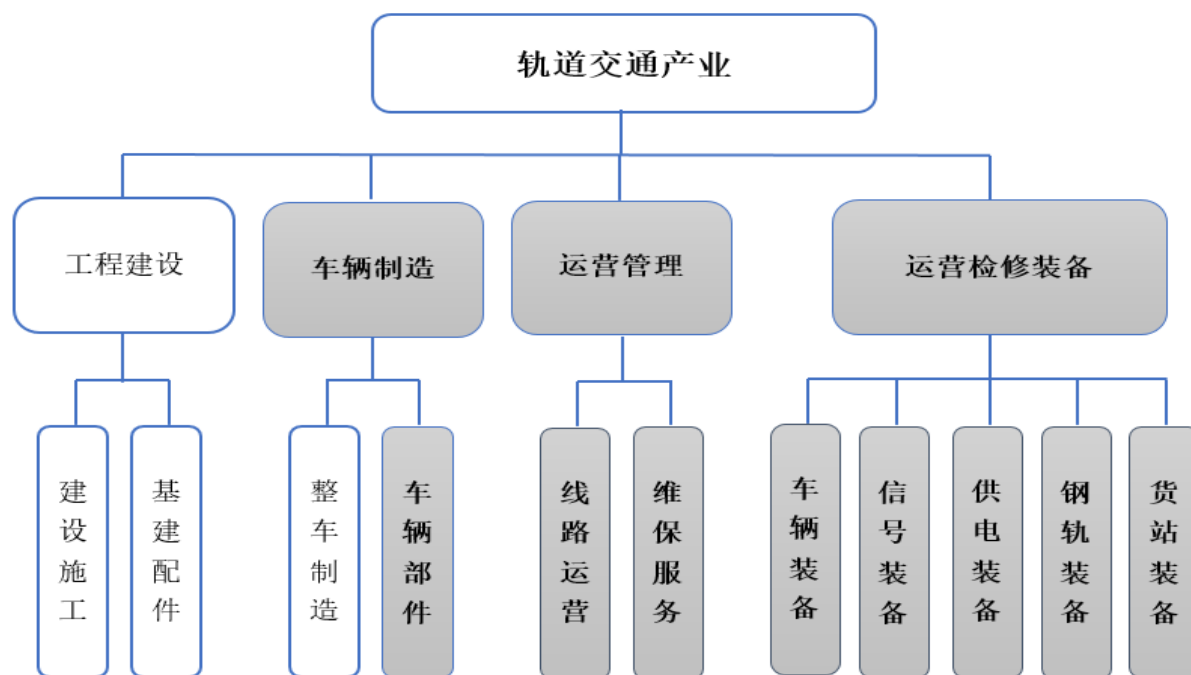 轨道交通产业
工程建设
车辆制造
运营管理
运营检修装备
建设施工
基建配件
整车制造
车辆部件
线路运营
维保服务
车辆装备
信号装备
供电装备
钢轨装备
货站装备